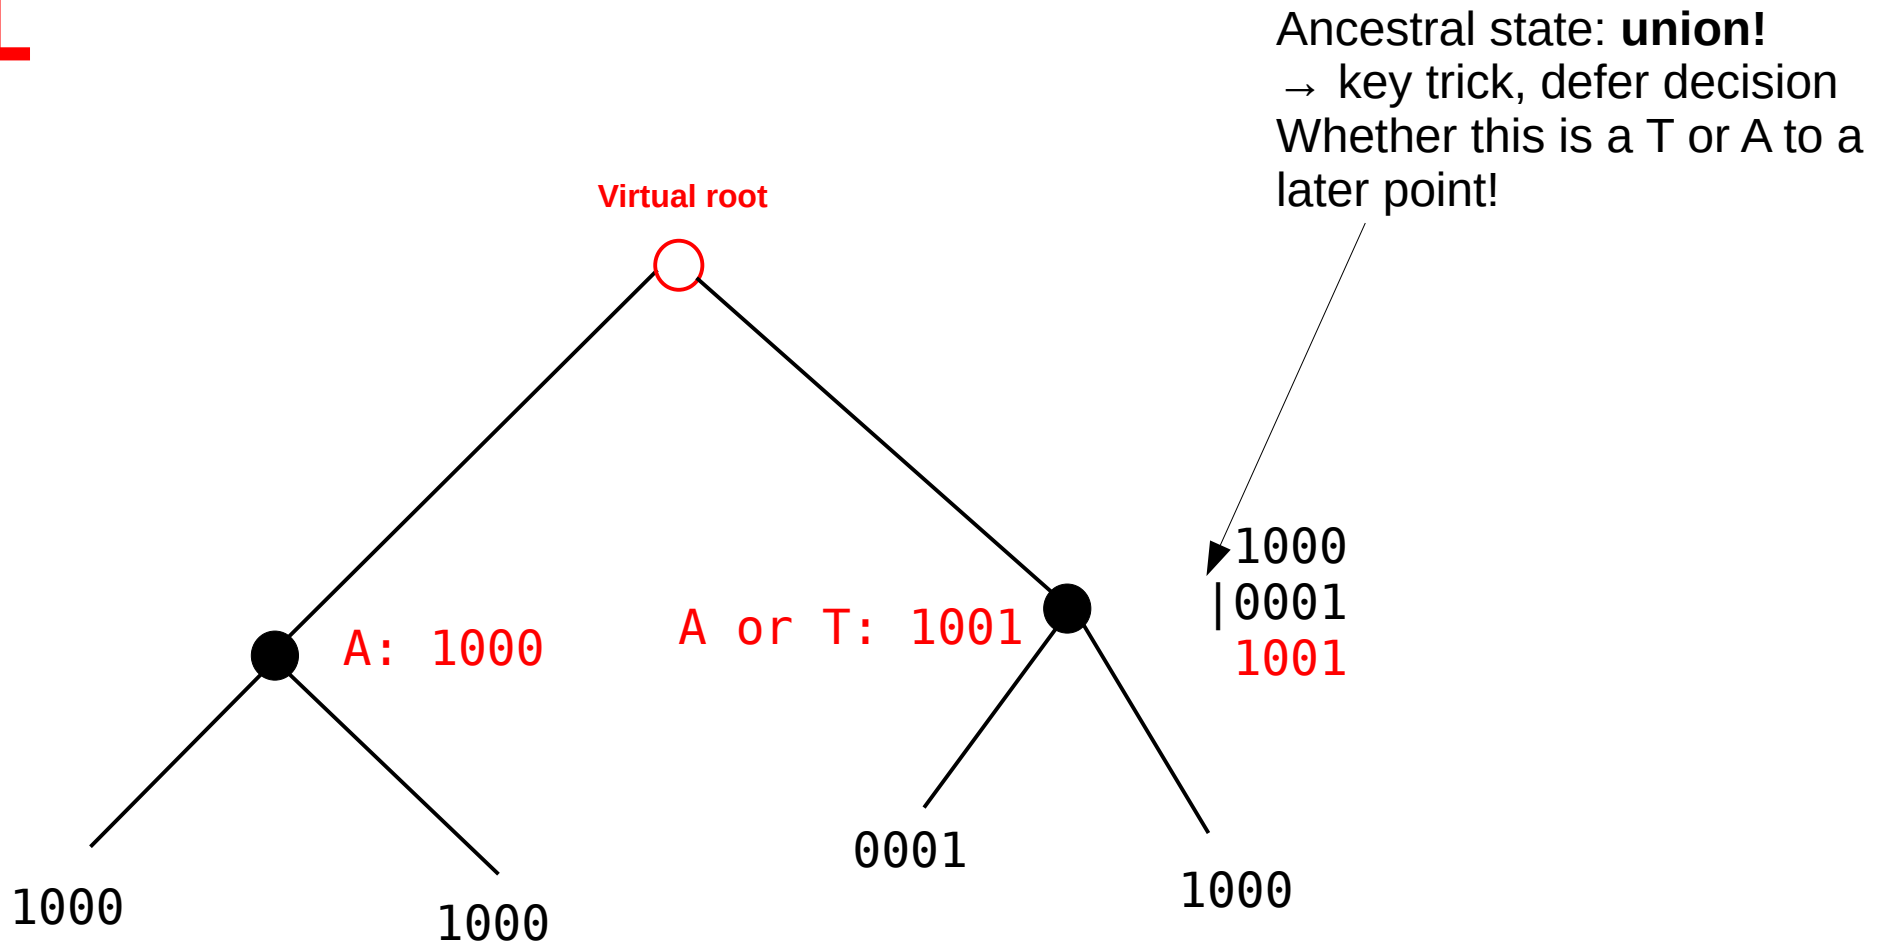 Ancestral state: union!
→ key trick, defer decision
Whether this is a T or A to a
later point!
Virtual root
1000
|0001
1001
A or T: 1001
A: 1000
0001
1000
1000
1000